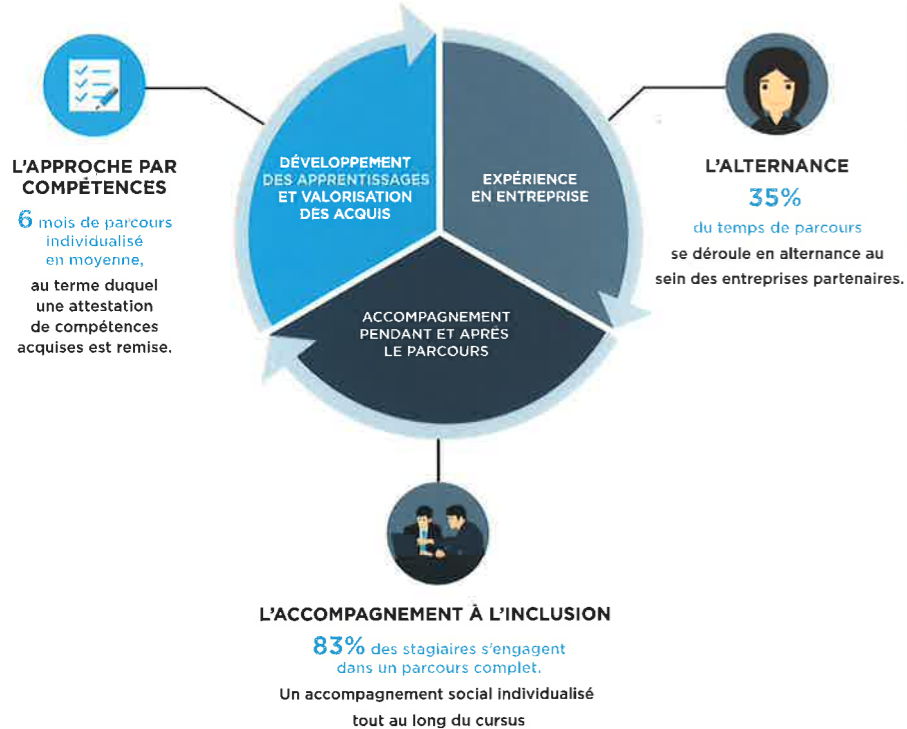 L'APPROCHE PAR
COMPÉTENCES
6 mois de parcours
individualisé
en moyenne,
au terme duquel
une attestation
de compétences
acquises est remise.
DÉVELOPPEMENT
DES APPRENTISSAGES
ET VALORISATION
DES ACQUIS
EXPÉRIENCE
EN ENTREPRISE
ACCOMPAGNEMENT
PENDANT ET APRÉS
LE PARCOURS
L'ALTERNANCE
35%
du temps de parcours
se déroule en alternance au
sein des entreprises partenaires.
L'ACCOMPAGNEMENT À L'INCLUSION
83% des stagiaires s'engagent
dans un parcours complet.
Un accompagnement social individualisé
tout au long du cursus